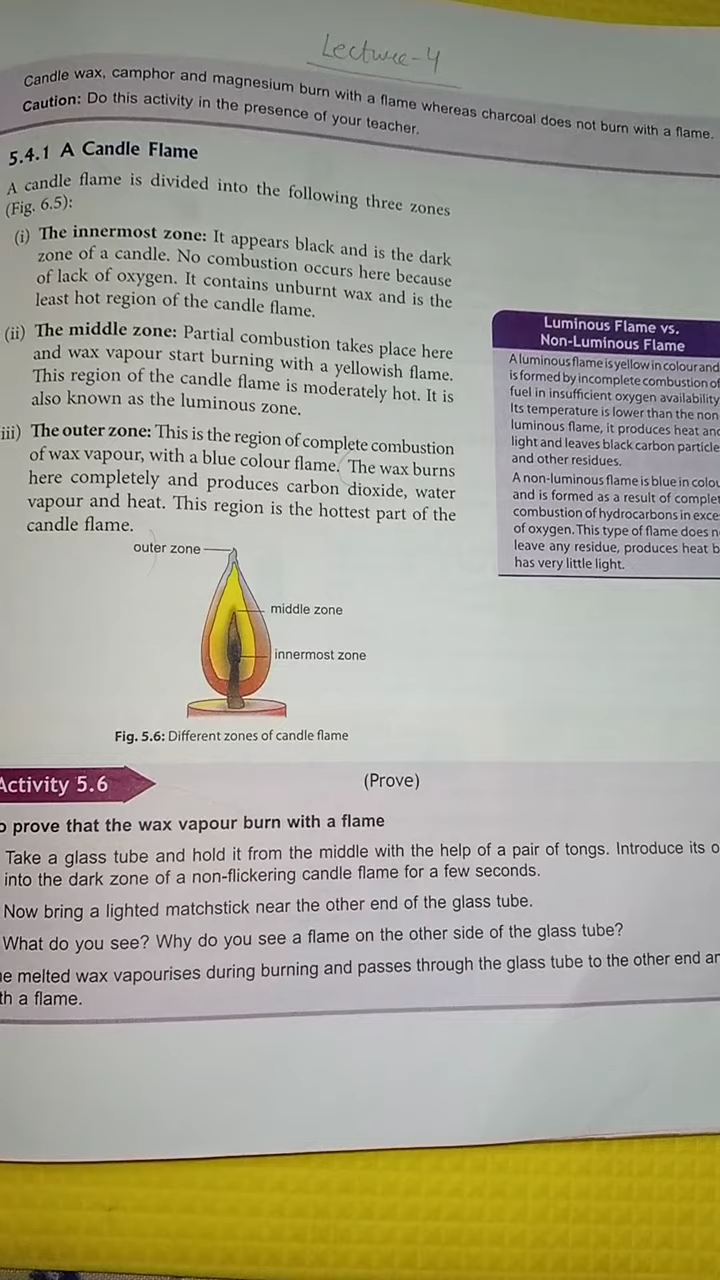 Lecture-4
Candle wax, camphor and magnesium burn with a flame whereas charcoal does not burn with a flame.
Caution: Do this activity in the presence of your teacher.
5.4.1 A Candle Flame
A candle flame is divided into the following three zones
(Fig. 6.5):
(i) The innermost zone: It appears black and is the dark
zone of a candle. No combustion occurs here because
of lack of oxygen. It contains unburnt wax and is the
least hot region of the candle flame.
(ii) The middle zone: Partial combustion takes place here
and wax vapour start burning with a yellowish flame.
This region of the candle flame is moderately hot. It is
also known as the luminous zone.
iii) The outer zone: This is the region of complete combustion
of wax vapour, with a blue colour flame. The wax burns
here completely and produces carbon dioxide, water
vapour and heat. This region is the hottest part of the
candle flame.
Luminous Flame vs.
Non-Luminous Flame
A luminous flame is yellow in colour and
is formed by incomplete combustion of
fuel in insufficient oxygen availability
Its temperature is lower than the non
luminous flame, it produces heat and
light and leaves black carbon particle
and other residues.
A non-luminous flame is blue in colou
and is formed as a result of complet
combustion of hydrocarbons in exce
of oxygen. This type of flame does n
leave any residue, produces heat b
has very little light.
outer zone
middle zone
innermost zone
Fig. 5.6: Different zones of candle flame
Activity 5.6
(Prove)
o prove that the wax vapour burn with a flame
Take a glass tube and hold it from the middle with the help of a pair of tongs. Introduce its o
into the dark zone of a non-flickering candle flame for a few seconds.
Now bring a lighted matchstick near the other end of the glass tube.
What do you see? Why do you see a flame on the other side of the glass tube?
e melted wax vapourises during burning and passes through the glass tube to the other end an
th a flame.